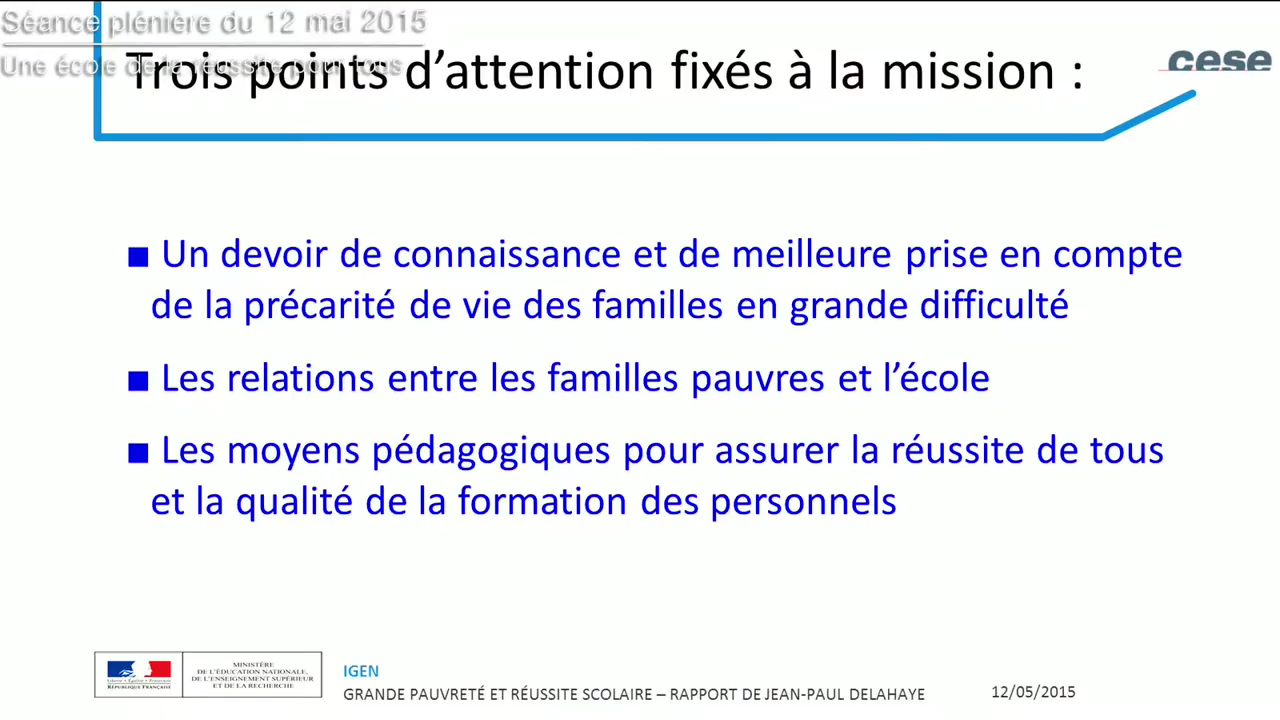 Séance plénière du 12 mai 2015
Une école de la réussite pour tous
Trois points d’attention fixés à la mission :
cese
■ Un devoir de connaissance et de meilleure prise en compte
de la précarité de vie des familles en grande difficulté
■ Les relations entre les familles pauvres et l’école
■ Les moyens pédagogiques pour assurer la réussite de tous
et la qualité de la formation des personnels
Liberté • Égalité • Fraternité
RÉPUBLIQUE FRANÇAISE
MINISTÈRE
DE L’ÉDUCATION NATIONALE,
DE L’ENSEIGNEMENT SUPÉRIEUR
ET DE LA RECHERCHE
IGEN
GRANDE PAUVRETÉ ET RÉUSSITE SCOLAIRE – RAPPORT DE JEAN-PAUL DELAHAYE
12/05/2015